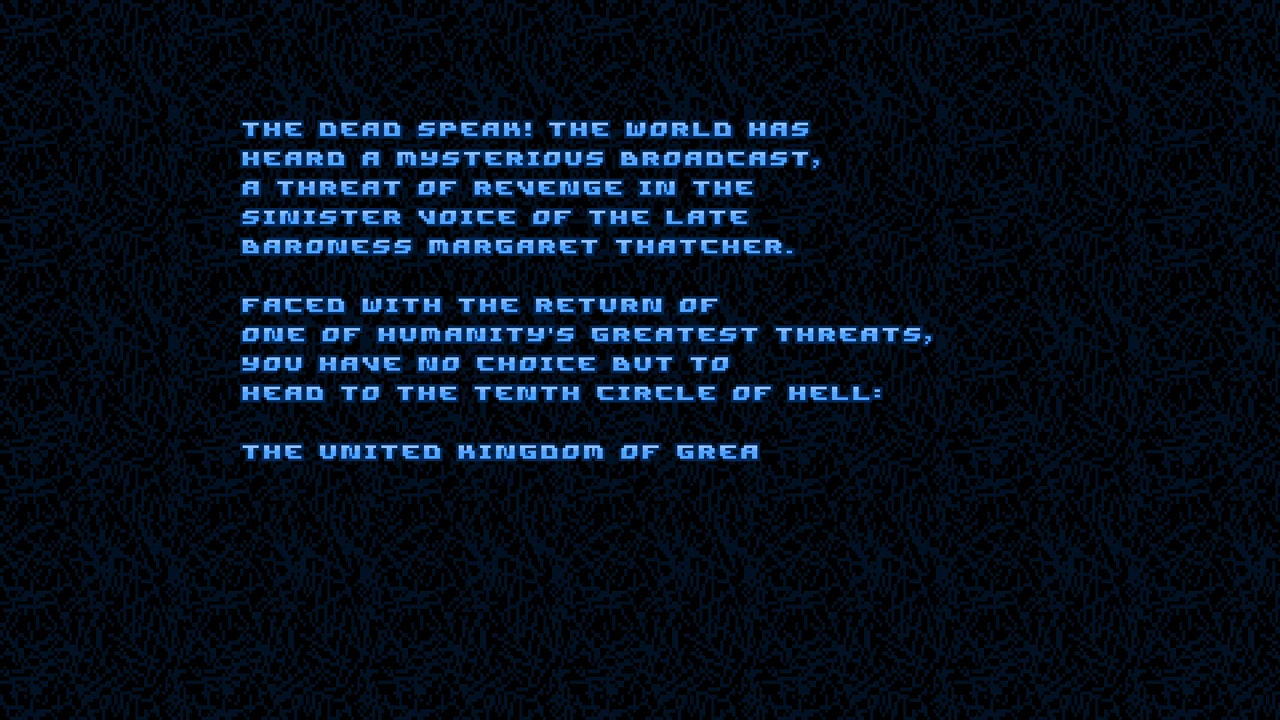 THE DEAD SPEAK! THE WORLD HAS
HEARD A MYSTERIOUS BROADCAST,
A THREAT OF REVENGE IN THE
SINISTER VOICE OF THE LATE
BARONESS MARGARET THATCHER.
FACED WITH THE RETURN OF
ONE OF HUMANITY'S GREATEST THREATS,
YOU HAVE NO CHOICE BUT TO
HEAD TO THE TENTH CIRCLE OF HELL:
THE UNITED KINGDOM OF GREA